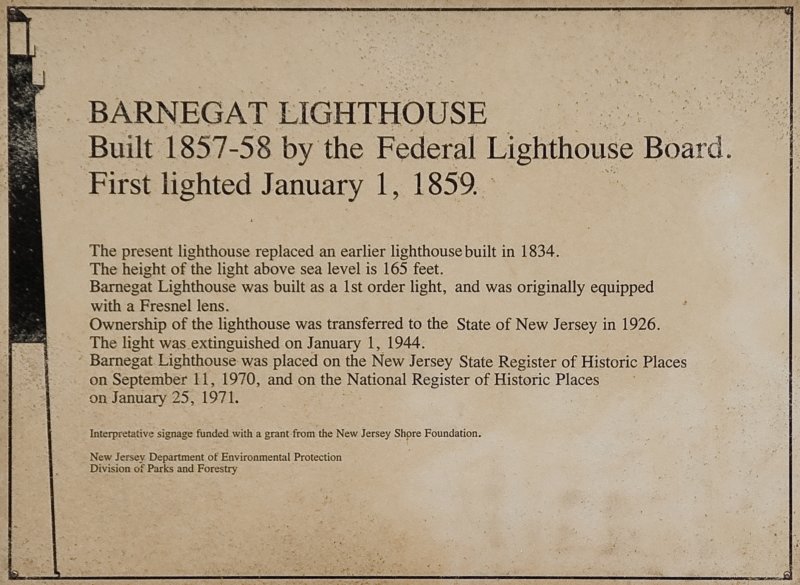 BARNEGAT LIGHTHOUSE
Built 1857-58 by the Federal Lighthouse Board.
First lighted January 1, 1859.
The present lighthouse replaced an earlier lighthouse built in 1834.
The height of the light above sea level is 165 feet.
Barnegat Lighthouse was built as a 1st order light, and was originally equipped
with a Fresnel lens.
Ownership of the lighthouse was transferred to the State of New Jersey in 1926.
The light was extinguished on January 1, 1944.
Barnegat Lighthouse was placed on the New Jersey State Register of Historic Places
on September 11, 1970, and on the National Register of Historic Places
on January 25, 1971.
Interpretative signage funded with a grant from the New Jersey Shore Foundation.
New Jersey Department of Environmental Protection
Division of Parks and Forestry